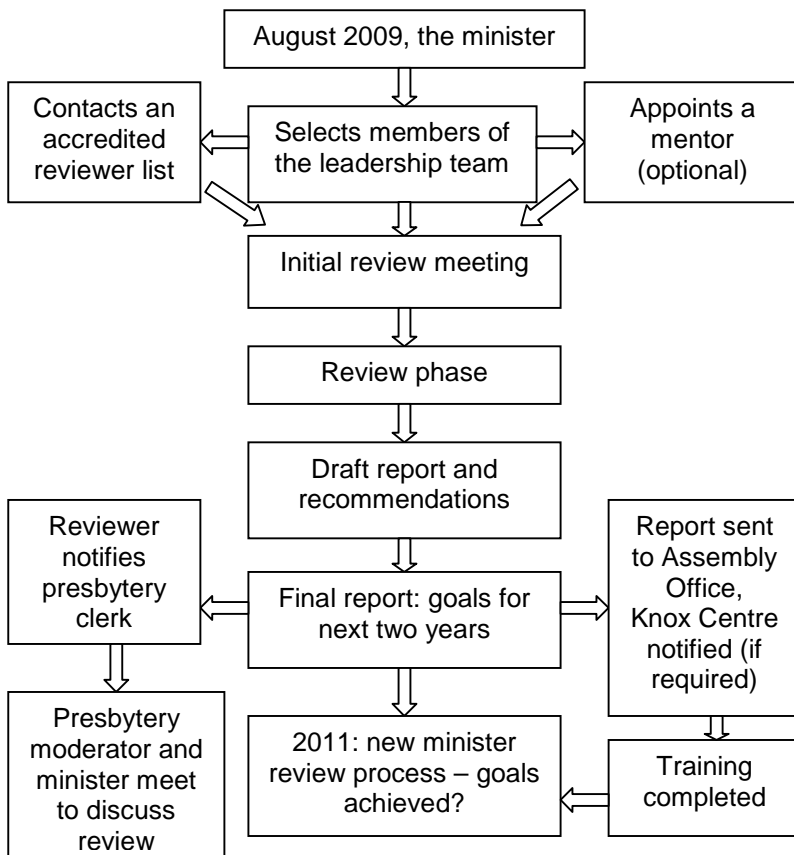 August 2009, the minister
Contacts an
accredited
reviewer list
Selects members of
the leadership team
Appoints a
mentor
(optional)
Initial review meeting
Review phase
Draft report and
recommendations
Reviewer
notifies
presbytery
clerk
Final report: goals for
next two years
Report sent
to Assembly
Office,
Knox Centre
notified (if
required)
Presbytery
moderator and
minister meet
to discuss
review
2011: new minister
review process – goals
achieved?
Training
completed